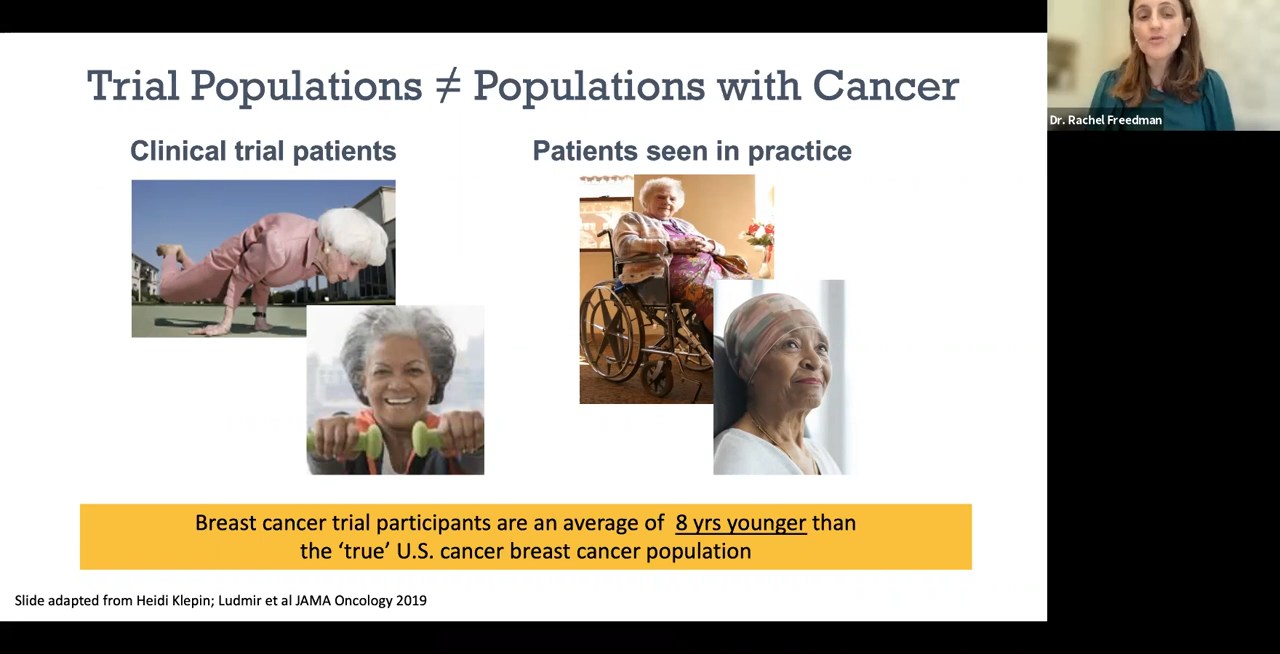 Trial Populations ≠ Populations with Cancer
Clinical trial patients
Patients seen in practice
Breast cancer trial participants are an average of 8 yrs younger than
the ‘true’ U.S. cancer breast cancer population
Slide adapted from Heidi Klepin; Ludmir et al JAMA Oncology 2019
Dr. Rachel Freedman